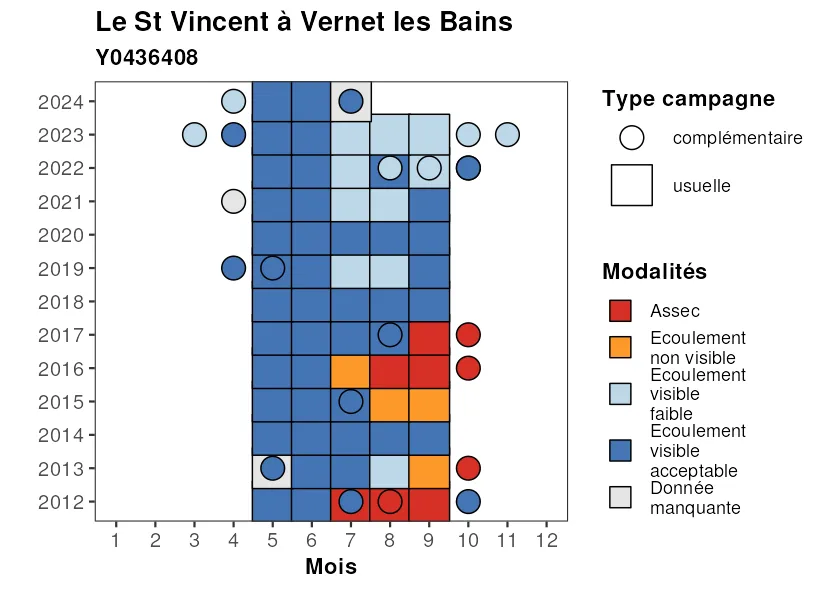 Le St Vincent à Vernet les Bains
Y0436408
2024
2023
2022
2021
2020
2019
2018
2017
2016
2015
2014
2013
2012
1 2 3 4 5 6 7 8 9 10 11 12
Mois
Type campagne
complémentaire
usuelle
Modalités
Assec
Ecoulement
non visible
Ecoulement
visible
faible
Ecoulement
visible
acceptable
Donnée
manquante